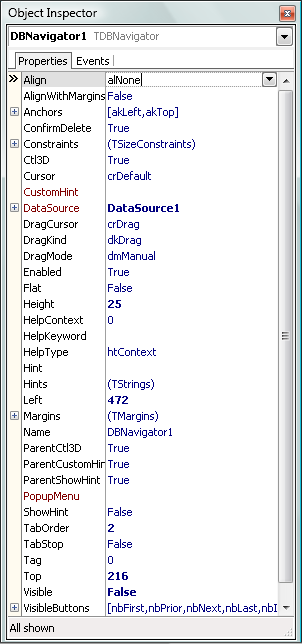 Object Inspector
DBNavigator1 TDBNavigator
Properties Events
Align alNone
AlignWithMargins False
Anchors [akLeft,akTop]
ConfirmDelete True
Constraints (TSizeConstraints)
Ctl3D True
Cursor crDefault
CustomHint
DataSource DataSource1
DragCursor crDrag
DragKind dkDrag
DragMode dmManual
Enabled True
Flat False
Height 25
HelpContext 0
HelpKeyword
HelpType htContext
Hint
Hints (TStrings)
Left 472
Margins (TMargins)
Name DBNavigator1
ParentCtl3D True
ParentCustomHin True
ParentShowHint True
PopupMenu
ShowHint False
TabOrder 2
TabStop False
Tag 0
Top 216
Visible False
VisibleButtons [nbFirst,nbPrior,nbNext,nbLast,nbI
All shown